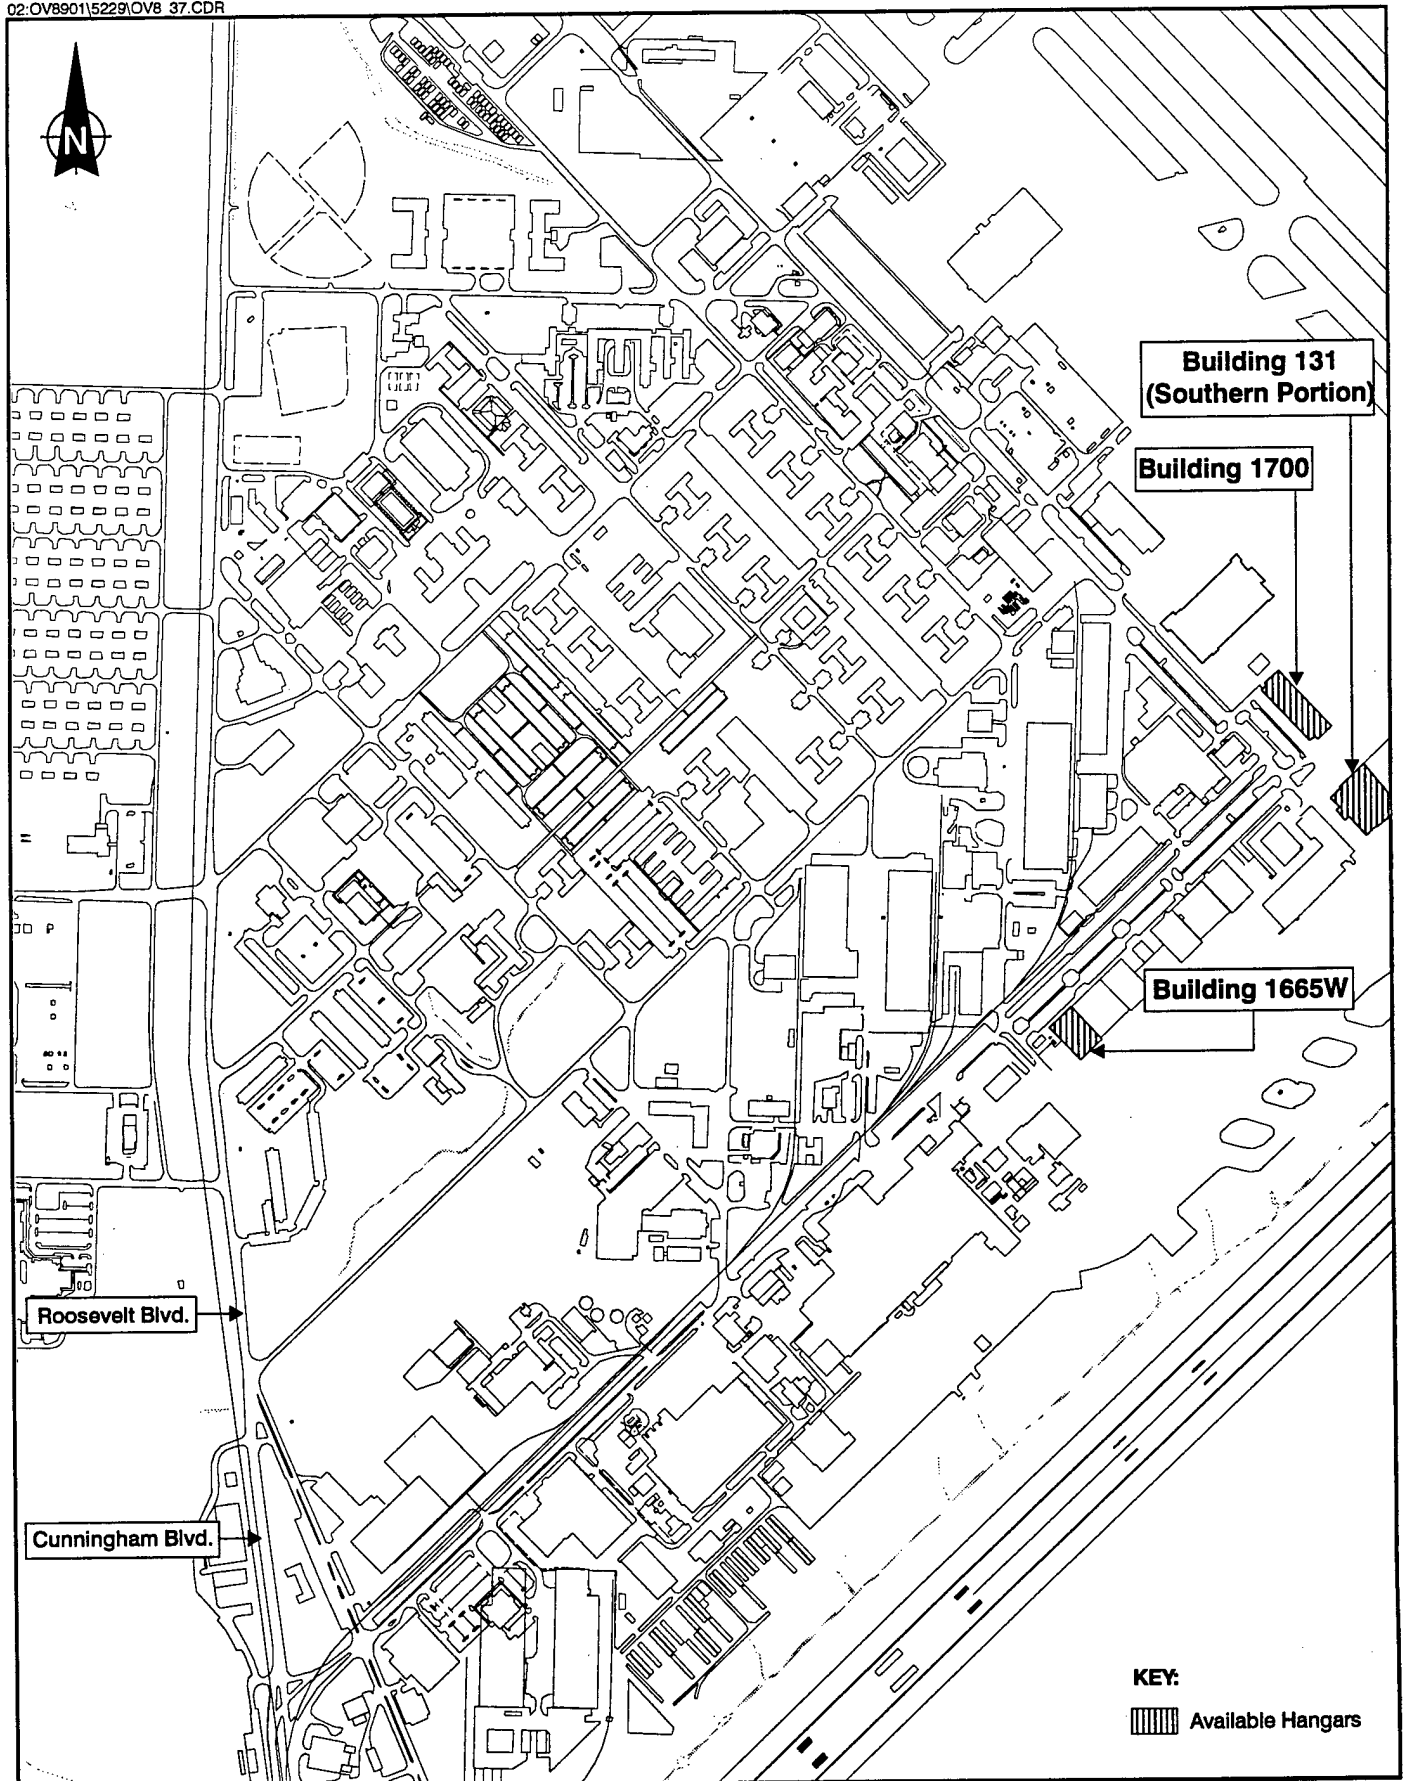 02:OV8901\5229\OV8_37.CDR
N
Building 131
(Southern Portion)
Building 1700
Building 1665W
Roosevelt Blvd.
Cunningham Blvd.
KEY:
Available Hangars